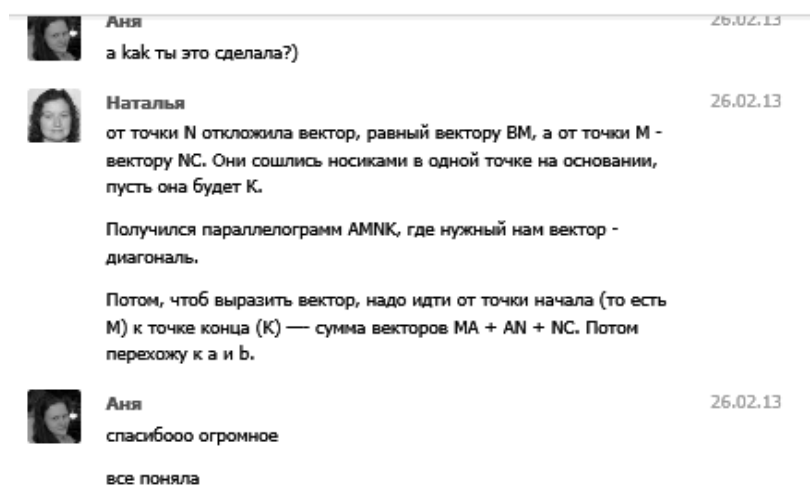 Аня
26.02.13
а kak ты это сделала?)
Наталья
26.02.13
от точки N отложила вектор, равный вектору ВМ, а от точки М -
вектору NC. Они сошлись носиками в одной точке на основании,
пусть она будет К.
Получился параллелограмм AMNK, где нужный нам вектор -
диагональ.
Потом, чтоб выразить вектор, надо идти от точки начала (то есть
М) к точке конца (К) — сумма векторов МА + AN + NC. Потом
перехожу к а и b.
Аня
26.02.13
спасибооо огромное
все поняла